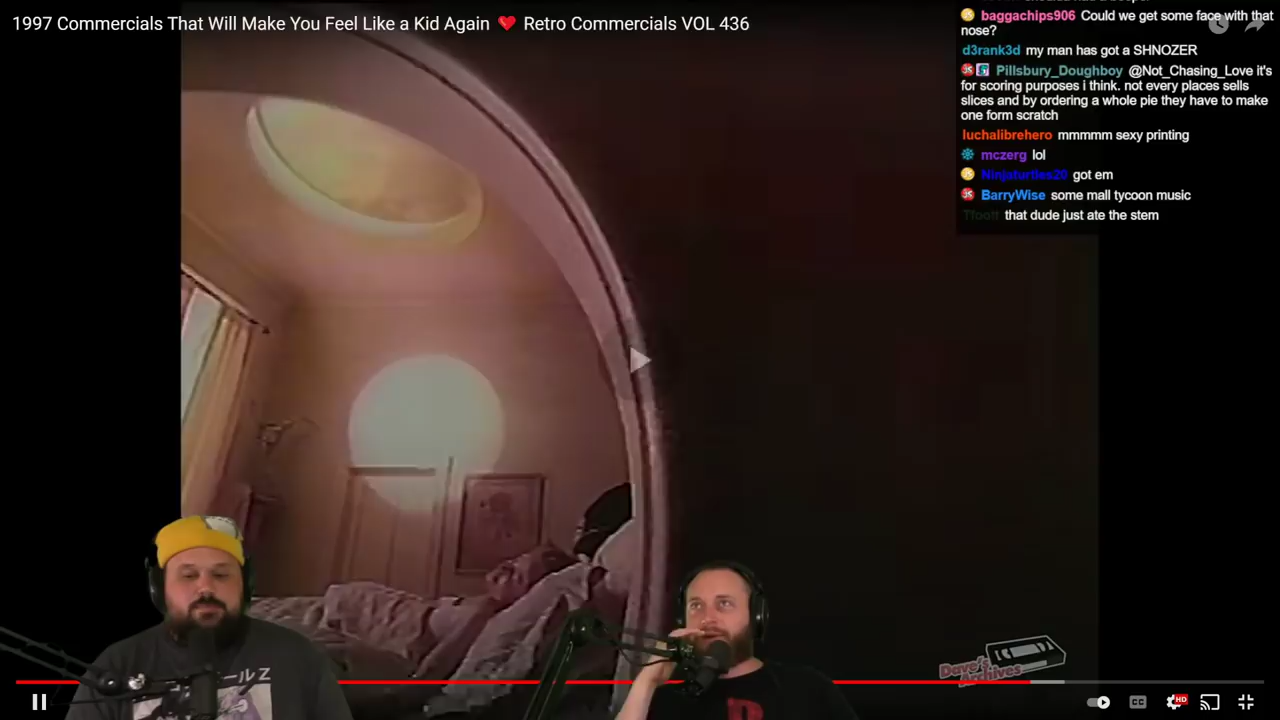 1997 Commercials That Will Make You Feel Like a Kid Again ❤️ Retro Commercials VOL 436
baggachips906 Could we get some face with that
nose?
d3rank3d my man has got a SHNOZER
Pillsbury_Doughboy @Not_Chasing_Love it's
for scoring purposes i think. not every places sells
slices and by ordering a whole pie they have to make
one form scratch
luchalibrehero mmmmm sexy printing
mczerg lol
Ninjaturtles20 got em
BarryWise some mall tycoon music
that dude just ate the stem
Dave's
Archives
CC
HD